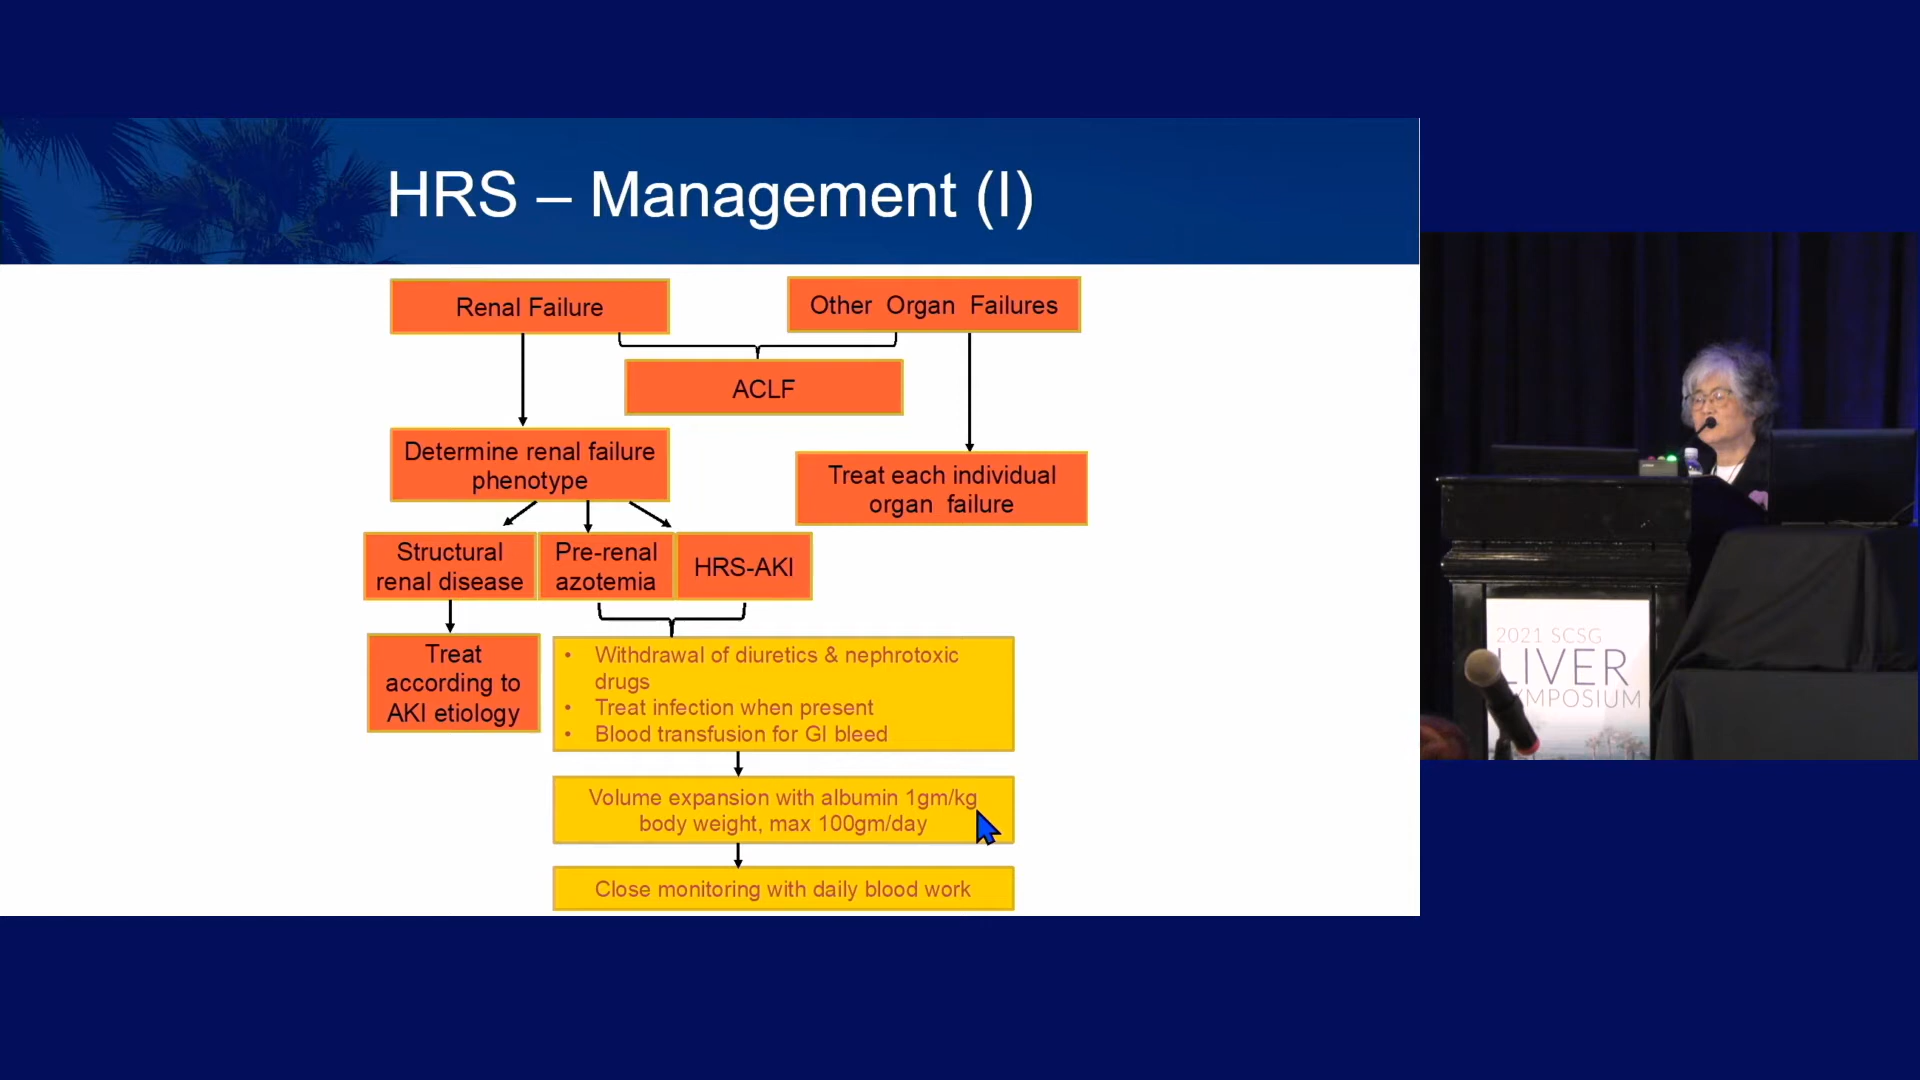 HRS – Management (I)
Renal Failure
Other Organ Failures
ACLF
Determine renal failure
phenotype
Treat each individual
organ failure
Structural
renal disease
Pre-renal
azotemia
HRS-AKI
Treat
according to
AKI etiology
• Withdrawal of diuretics & nephrotoxic
drugs
• Treat infection when present
• Blood transfusion for GI bleed
Volume expansion with albumin 1gm/kg
body weight, max 100gm/day
Close monitoring with daily blood work
2021 SCSG
LIVER
YMPOSIUM